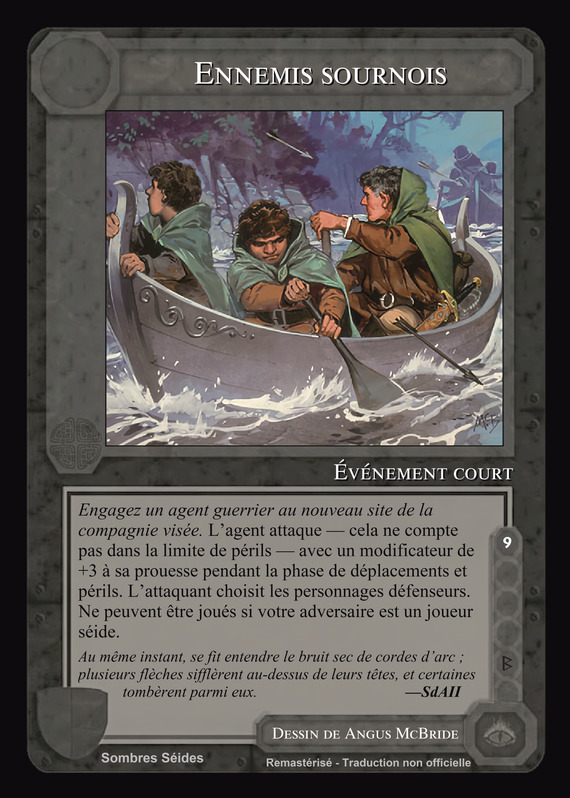 Ennemis sournois
McB
Événement court
Engagez un agent guerrier au nouveau site de la
compagnie visée. L'agent attaque — cela ne compte
pas dans la limite de périls — avec un modificateur de
+3 à sa prouesse pendant la phase de déplacements et
périls. L'attaquant choisit les personnages défenseurs.
Ne peuvent être joués si votre adversaire est un joueur
séide.
9
Au même instant, se fit entendre le bruit sec de cordes d'arc ;
plusieurs flèches sifflèrent au-dessus de leurs têtes, et certaines
tombèrent parmi eux. —SdAII
ᛒ
Dessin de Angus McBride
Sombres Séides
Remastérisé - Traduction non officielle